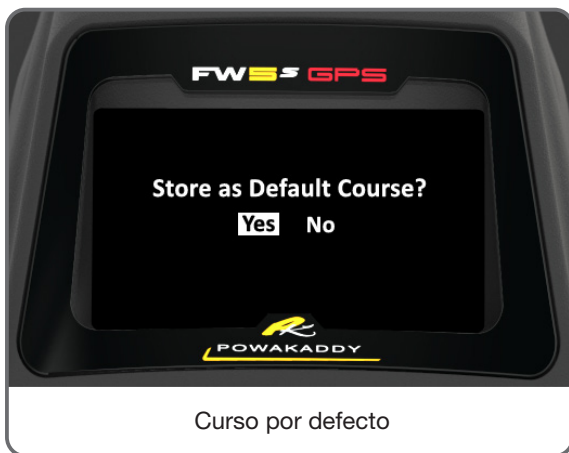 FW5s GPS
Store as Default Course?
Yes No
POWAKADDY
Curso por defecto